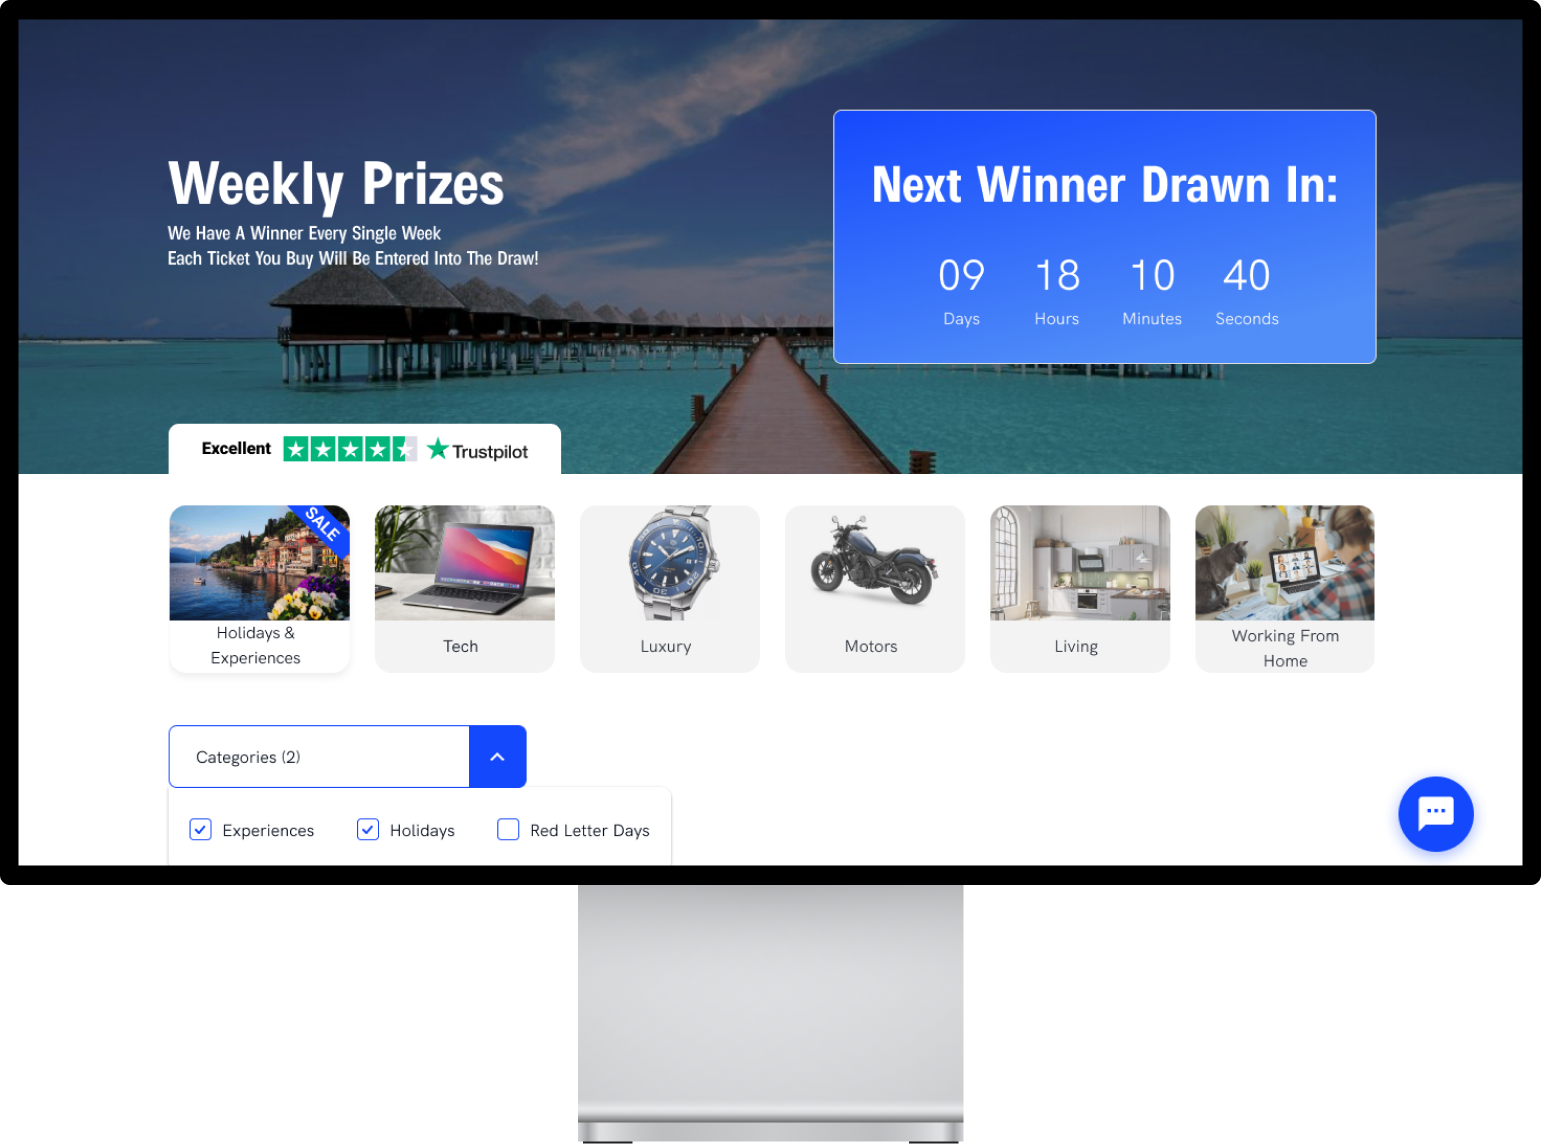 Weekly Prizes
We Have A Winner Every Single Week
Each Ticket You Buy Will Be Entered Into The Draw!
Next Winner Drawn In:
09 18 10 40
Days Hours Minutes Seconds
Excellent Trustpilot
SALE
Holidays &
Experiences
Tech
Luxury
Motors
Living
Working From
Home
Categories (2)
Experiences Holidays Red Letter Days